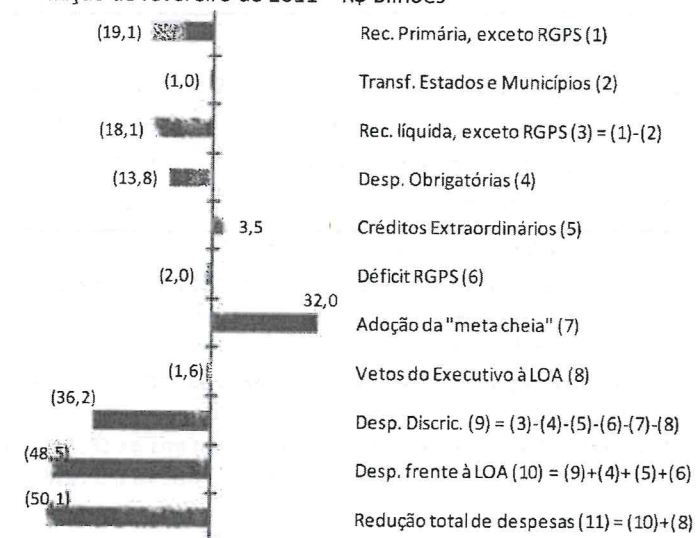 (19,1) Rec. Primária, exceto RGPS (1)
(1,0) Transf. Estados e Municípios (2)
(18,1) Rec. líquida, exceto RGPS (3) = (1)-(2)
(13,8) Desp. Obrigatórias (4)
3,5 Créditos Extraordinários (5)
(2,0) Déficit RGPS (6)
32,0 Adoção da "meta cheia" (7)
(1,6) Vetos do Executivo à LOA (8)
(36,2) Desp. Discric. (9) = (3)-(4)-(5)-(6)-(7)-(8)
(48,5) Desp. frente à LOA (10) = (9)+(4)+(5)+(6)
(50,1) Redução total de despesas (11) = (10)+(8)